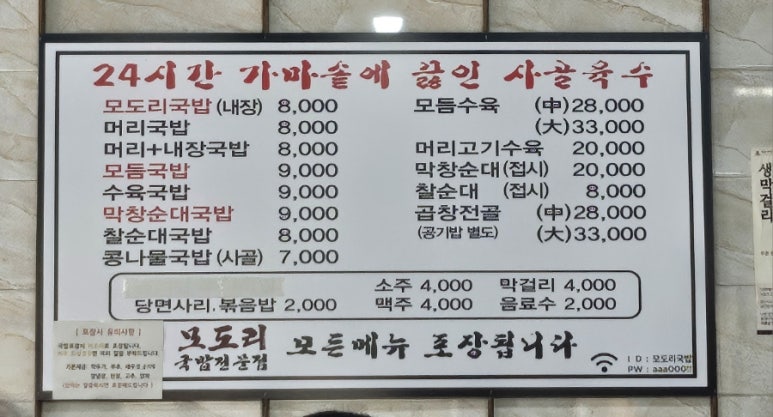 24시간 가마솥에 끓인 사골육수
모도리국밥 (내장) 8,000
머리국밥 8,000
머리+내장국밥 8,000
모둠국밥 9,000
수육국밥 9,000
막창순대국밥 9,000
찰순대국밥 8,000
콩나물국밥 (사골) 7,000
모둠수육 (中) 28,000
(大) 33,000
머리고기수육 20,000
막창순대 (접시) 20,000
찰순대 (접시) 8,000
곱창전골 (中) 28,000
(공기밥 별도) (大) 33,000
소주 4,000 막걸리 4,000
당면사리.볶음밥 2,000 맥주 4,000 음료수 2,000
[ 포장시 유의사항 ]
모도리
국밥전문점
모든메뉴 포장됩니다
I D : 모도리국밥
PW : aaa000!!
생막걸리